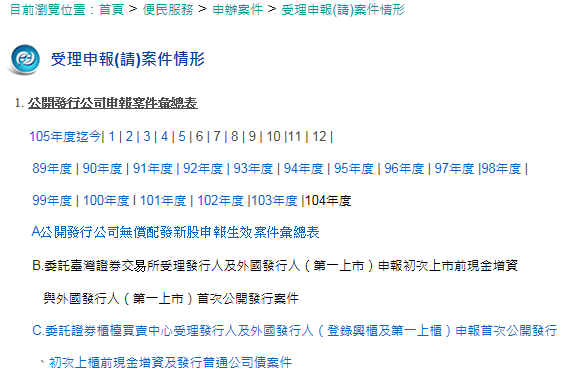 目前瀏覽位置：首頁 > 便民服務 > 申辦案件 > 受理申報(請)案件情形
受理申報(請)案件情形
1. 公開發行公司申報案件彙總表
105年度迄今| 1 | 2 | 3 | 4 | 5 | 6 | 7 | 8 | 9 | 10 |11 | 12 |
89年度 | 90年度 | 91年度 | 92年度 | 93年度 | 94年度 | 95年度 | 96年度 | 97年度 |98年度 |
99年度 | 100年度 l 101年度 | 102年度 |103年度 |104年度
A公開發行公司無償配發新股申報生效案件彙總表
B.委託臺灣證券交易所受理發行人及外國發行人（第一上市）申報初次上市前現金增資
與外國發行人（第一上市）首次公開發行案件
C.委託證券櫃檯買賣中心受理發行人及外國發行人（登錄興櫃及第一上櫃）申報首次公開發行
、初次上櫃前現金增資及發行普通公司債案件